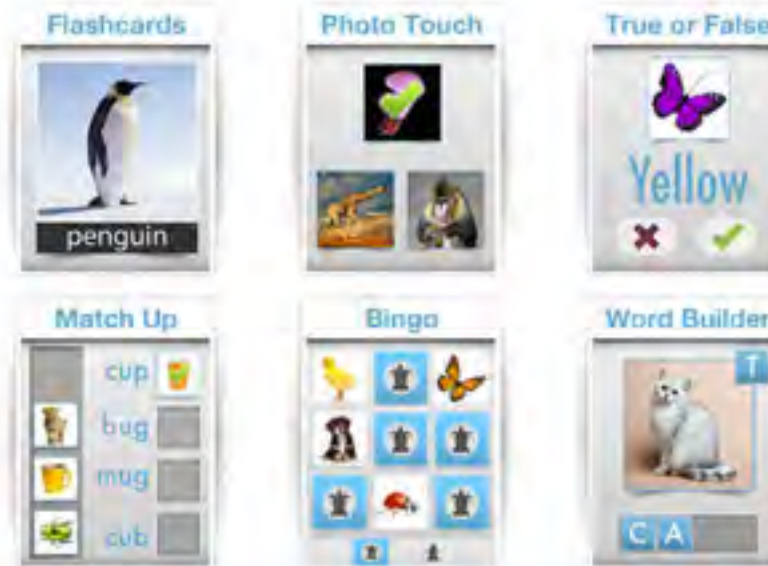 Flashcards
Photo Touch
True or False
penguin
Yellow
Match Up
Bingo
Word Builder
cup
bug
mug
cub
T
C A